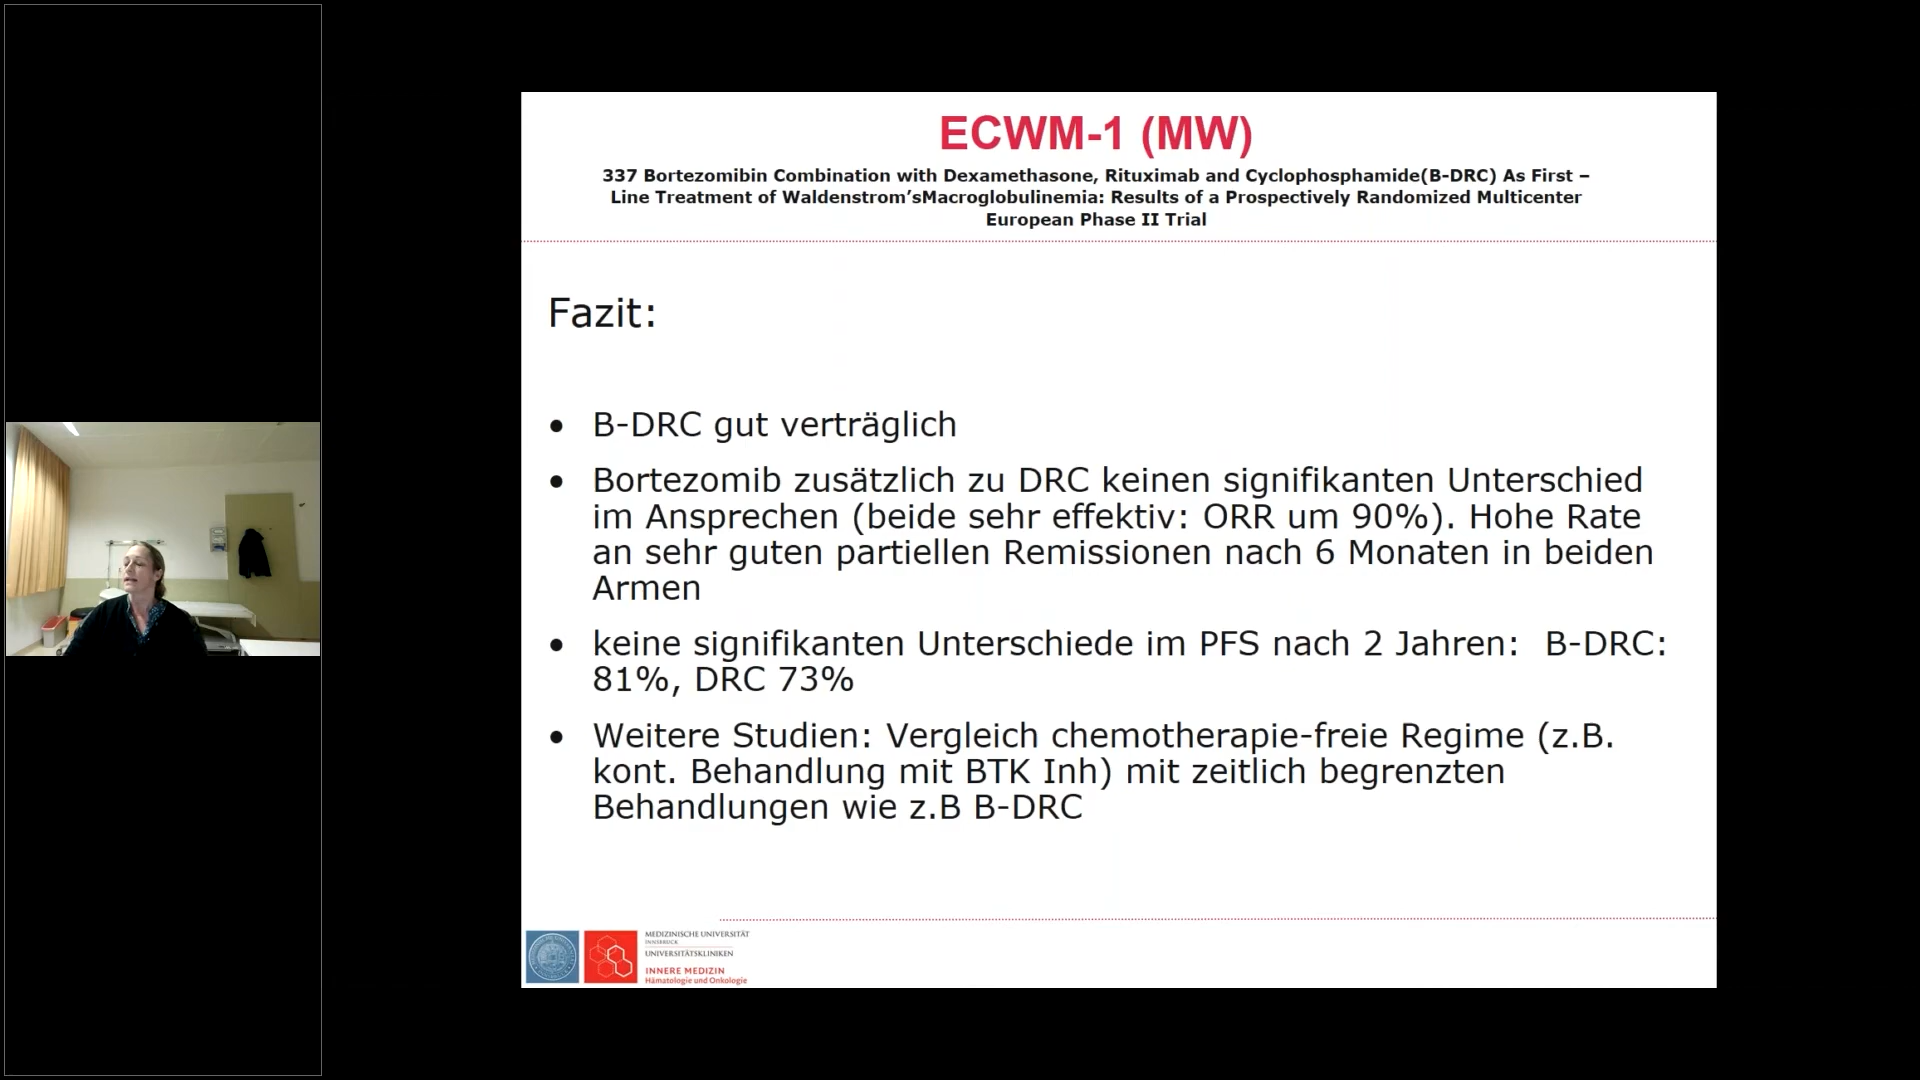 ECWM-1 (MW)
337 Bortezomibin Combination with Dexamethasone, Rituximab and Cyclophosphamide(B-DRC) As First –
Line Treatment of Waldenstrom’sMacroglobulinemia: Results of a Prospectively Randomized Multicenter
European Phase II Trial
Fazit:
• B-DRC gut verträglich
• Bortezomib zusätzlich zu DRC keinen signifikanten Unterschied
im Ansprechen (beide sehr effektiv: ORR um 90%). Hohe Rate
an sehr guten partiellen Remissionen nach 6 Monaten in beiden
Armen
• keine signifikanten Unterschiede im PFS nach 2 Jahren: B-DRC:
81%, DRC 73%
• Weitere Studien: Vergleich chemotherapie-freie Regime (z.B.
kont. Behandlung mit BTK Inh) mit zeitlich begrenzten
Behandlungen wie z.B B-DRC
MEDIZINISCHE UNIVERSITÄT
INNSBRUCK
UNIVERSITÄTSKLINIKEN
INNERE MEDIZIN
Hämatologie und Onkologie